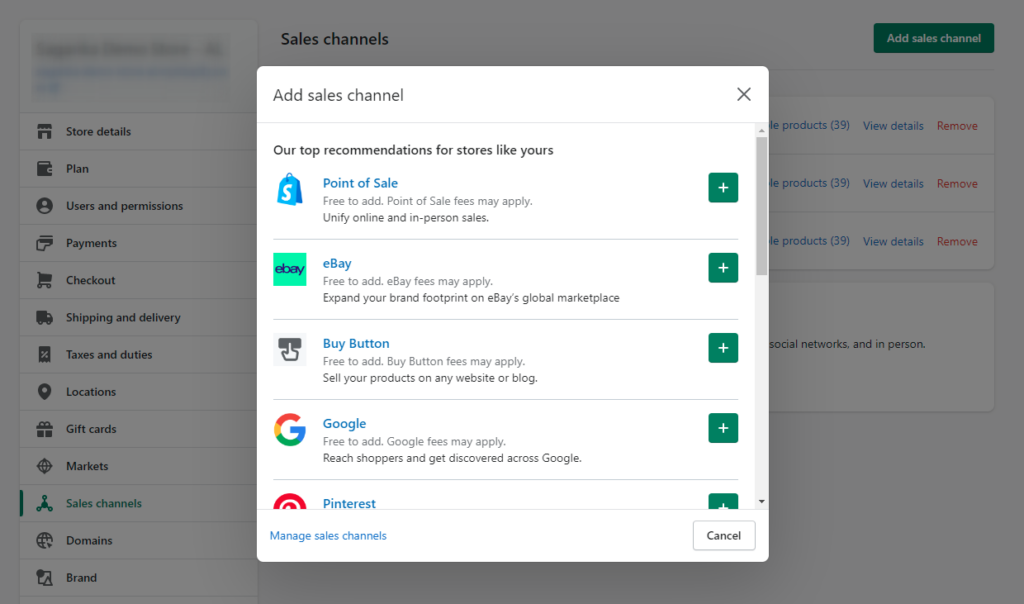 Sales channels
Add sales channel
Store details
Plan
Users and permissions
Payments
Checkout
Shipping and delivery
Taxes and duties
Locations
Gift cards
Markets
Sales channels
Domains
Brand
products (39) View details Remove
products (39) View details Remove
products (39) View details Remove
social networks, and in person.
Add sales channel
Our top recommendations for stores like yours
Point of Sale
Free to add. Point of Sale fees may apply.
Unify online and in-person sales.
ebay
eBay
Free to add. eBay fees may apply.
Expand your brand footprint on eBay's global marketplace
Buy Button
Free to add. Buy Button fees may apply.
Sell your products on any website or blog.
Google
Free to add. Google fees may apply.
Reach shoppers and get discovered across Google.
Pinterest
Manage sales channels
Cancel